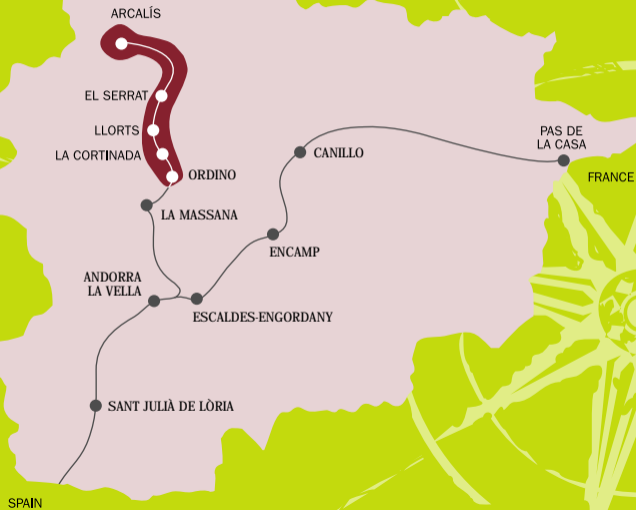 ARCALÍS
EL SERRAT
LLORTS
LA CORTINADA
ORDINO
CANILLO
PAS DE
LA CASA
FRANCE
LA MASSANA
ENCAMP
ANDORRA
LA VELLA
ESCALDES-ENGORDANY
SANT JULIÀ DE LÒRIA
SPAIN